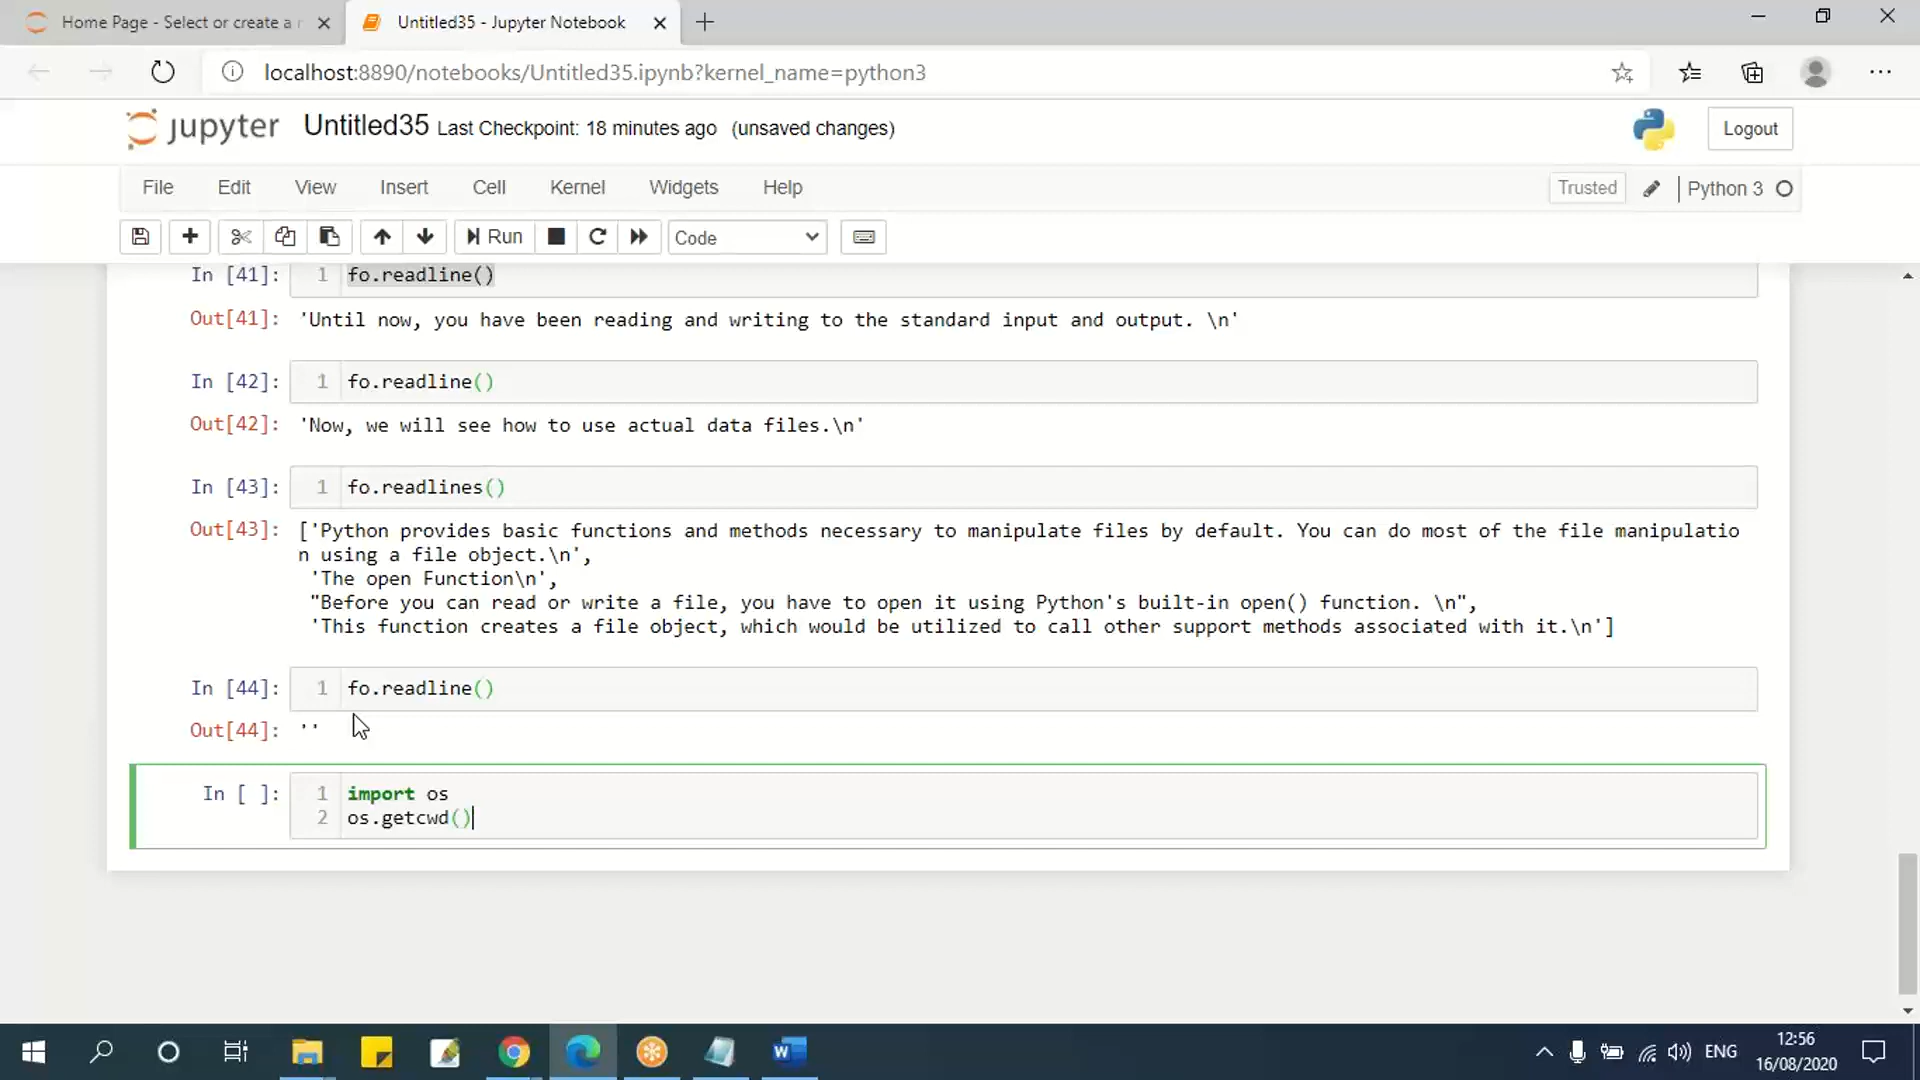 Home Page - Select or create a n
Untitled35 - Jupyter Notebook
localhost:8890/notebooks/Untitled35.ipynb?kernel_name=python3
jupyter Untitled35 Last Checkpoint: 18 minutes ago (unsaved changes)
Logout
File Edit View Insert Cell Kernel Widgets Help
Trusted Python 3
Run Code
In [41]: 1 fo.readline()
Out[41]: 'Until now, you have been reading and writing to the standard input and output. \n'
In [42]: 1 fo.readline()
Out[42]: 'Now, we will see how to use actual data files.\n'
In [43]: 1 fo.readlines()
Out[43]: ['Python provides basic functions and methods necessary to manipulate files by default. You can do most of the file manipulatio
n using a file object.\n',
'The open Function\n',
"Before you can read or write a file, you have to open it using Python's built-in open() function. \n",
'This function creates a file object, which would be utilized to call other support methods associated with it.\n']
In [44]: 1 fo.readline()
Out[44]: ''
In [ ]: 1 import os
2 os.getcwd()
ENG
12:56
16/08/2020